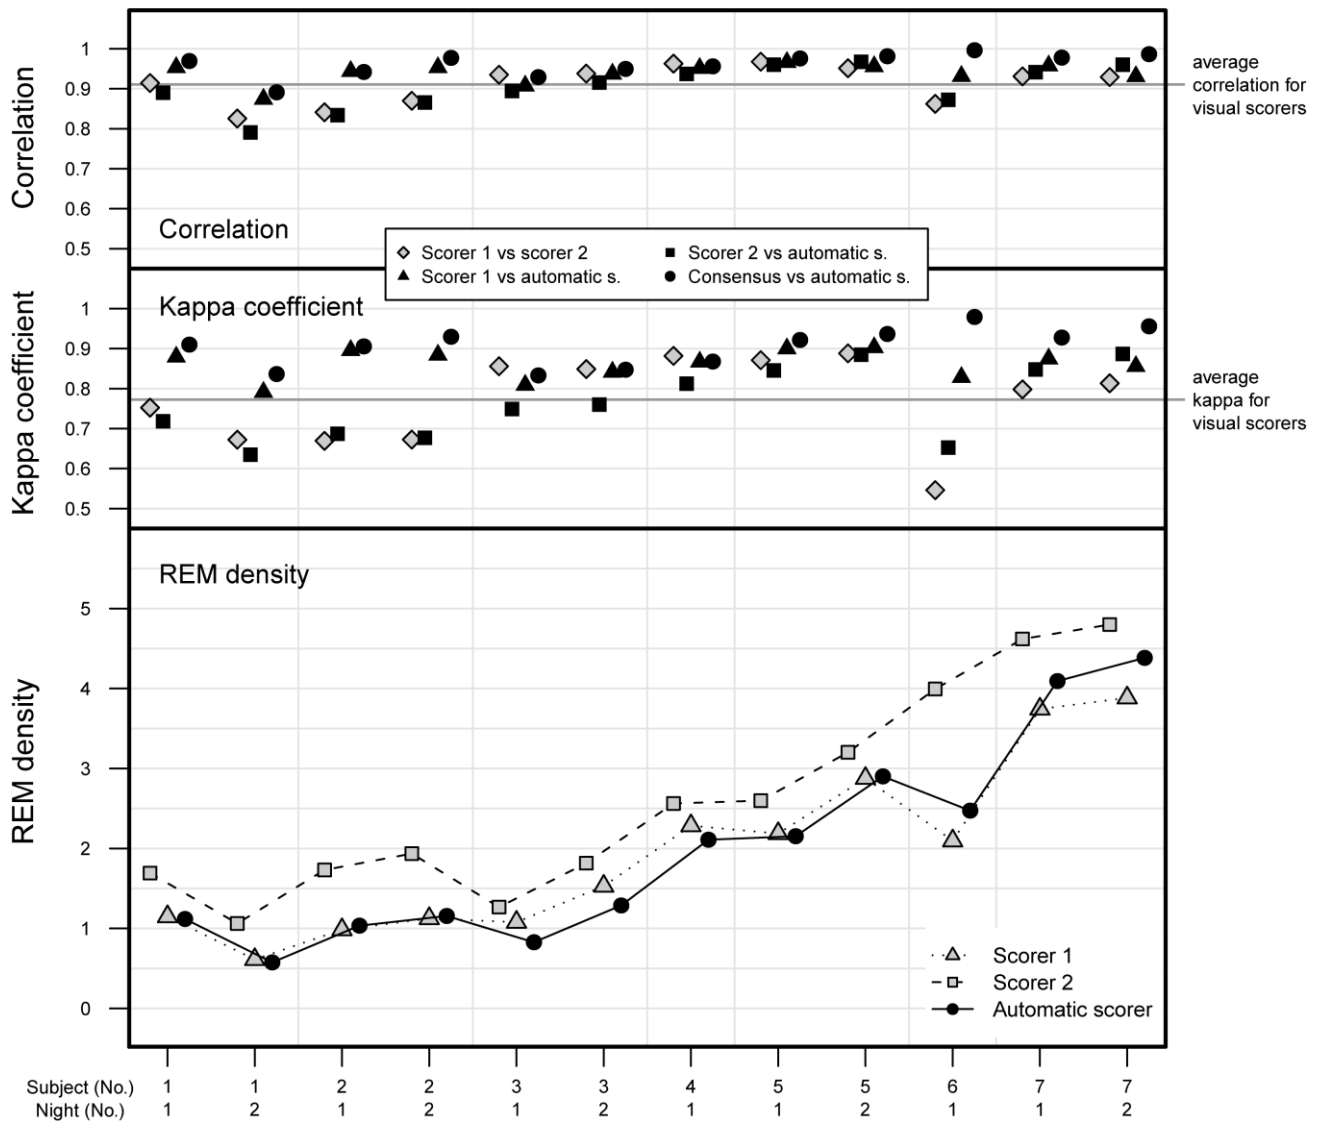 Correlation
1
0.9
0.8
0.7
0.6
0.5
Correlation
average
correlation for
visual scorers
Scorer 1 vs scorer 2
Scorer 2 vs automatic s.
Scorer 1 vs automatic s.
Consensus vs automatic s.
Kappa coefficient
Kappa coefficient
1
0.9
0.8
0.7
0.6
0.5
average
kappa for
visual scorers
REM density
REM density
5
4
3
2
1
0
Scorer 1
Scorer 2
Automatic scorer
Subject (No.) 1 1 2 2 3 3 4 5 5 6 7 7
Night (No.) 1 2 1 2 1 2 1 1 2 1 1 2